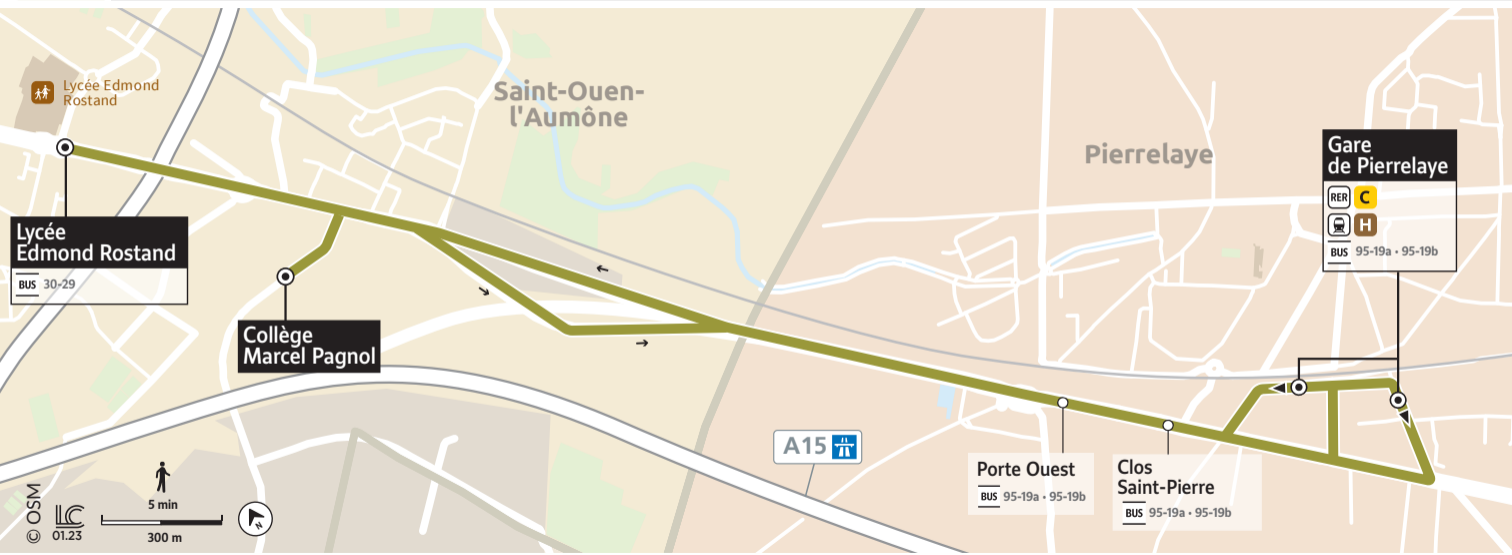 Lycée Edmond
Rostand
Saint-Ouen-
l'Aumône
Pierrelaye
Gare
de Pierrelaye
RER C
H
BUS 95-19a • 95-19b
Lycée
Edmond Rostand
BUS 30-29
Collège
Marcel Pagnol
A15
Porte Ouest
BUS 95-19a • 95-19b
Clos
Saint-Pierre
BUS 95-19a • 95-19b
© OSM
LC
01.23
5 min
300 m
N